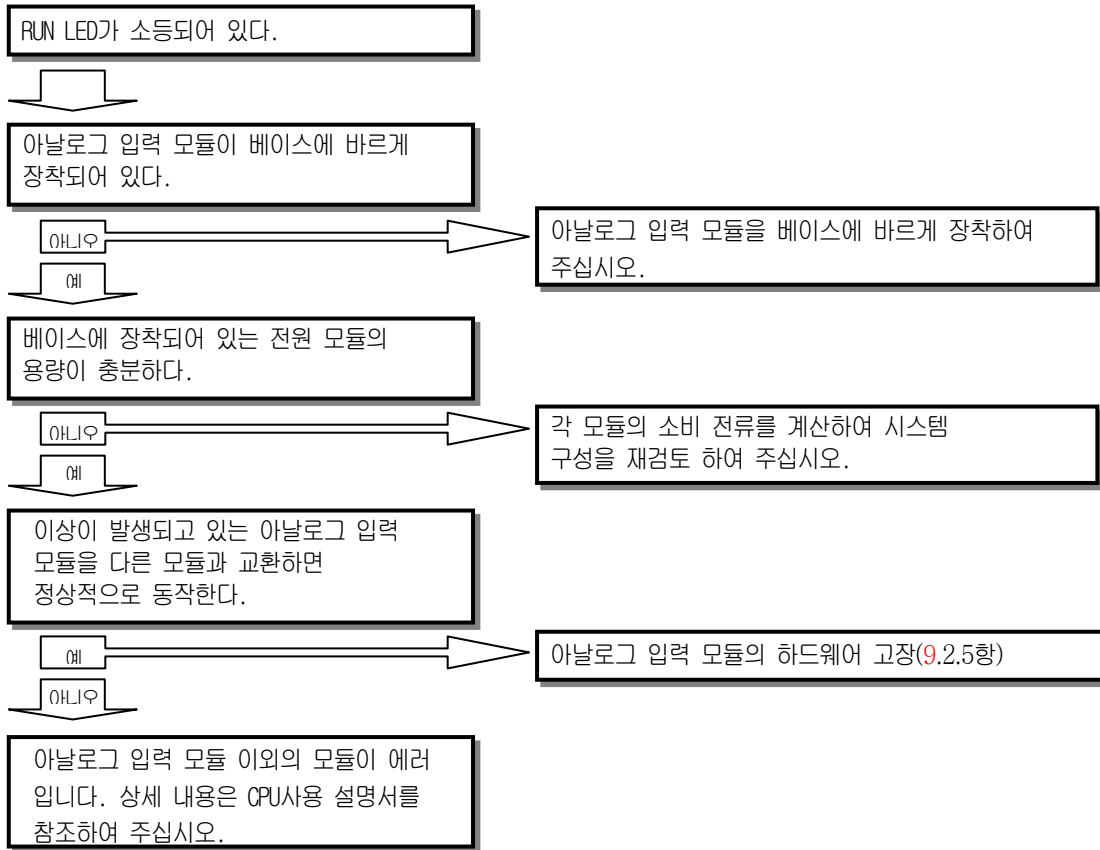 RUN LED가 소등되어 있다.
아날로그 입력 모듈이 베이스에 바르게
장착되어 있다.
아니오
아날로그 입력 모듈을 베이스에 바르게 장착하여
주십시오.
예
베이스에 장착되어 있는 전원 모듈의
용량이 충분하다.
아니오
각 모듈의 소비 전류를 계산하여 시스템
구성을 재검토 하여 주십시오.
예
이상이 발생되고 있는 아날로그 입력
모듈을 다른 모듈과 교환하면
정상적으로 동작한다.
예
아날로그 입력 모듈의 하드웨어 고장(9.2.5항)
아니오
아날로그 입력 모듈 이외의 모듈이 에러
입니다. 상세 내용은 CPU사용 설명서를
참조하여 주십시오.